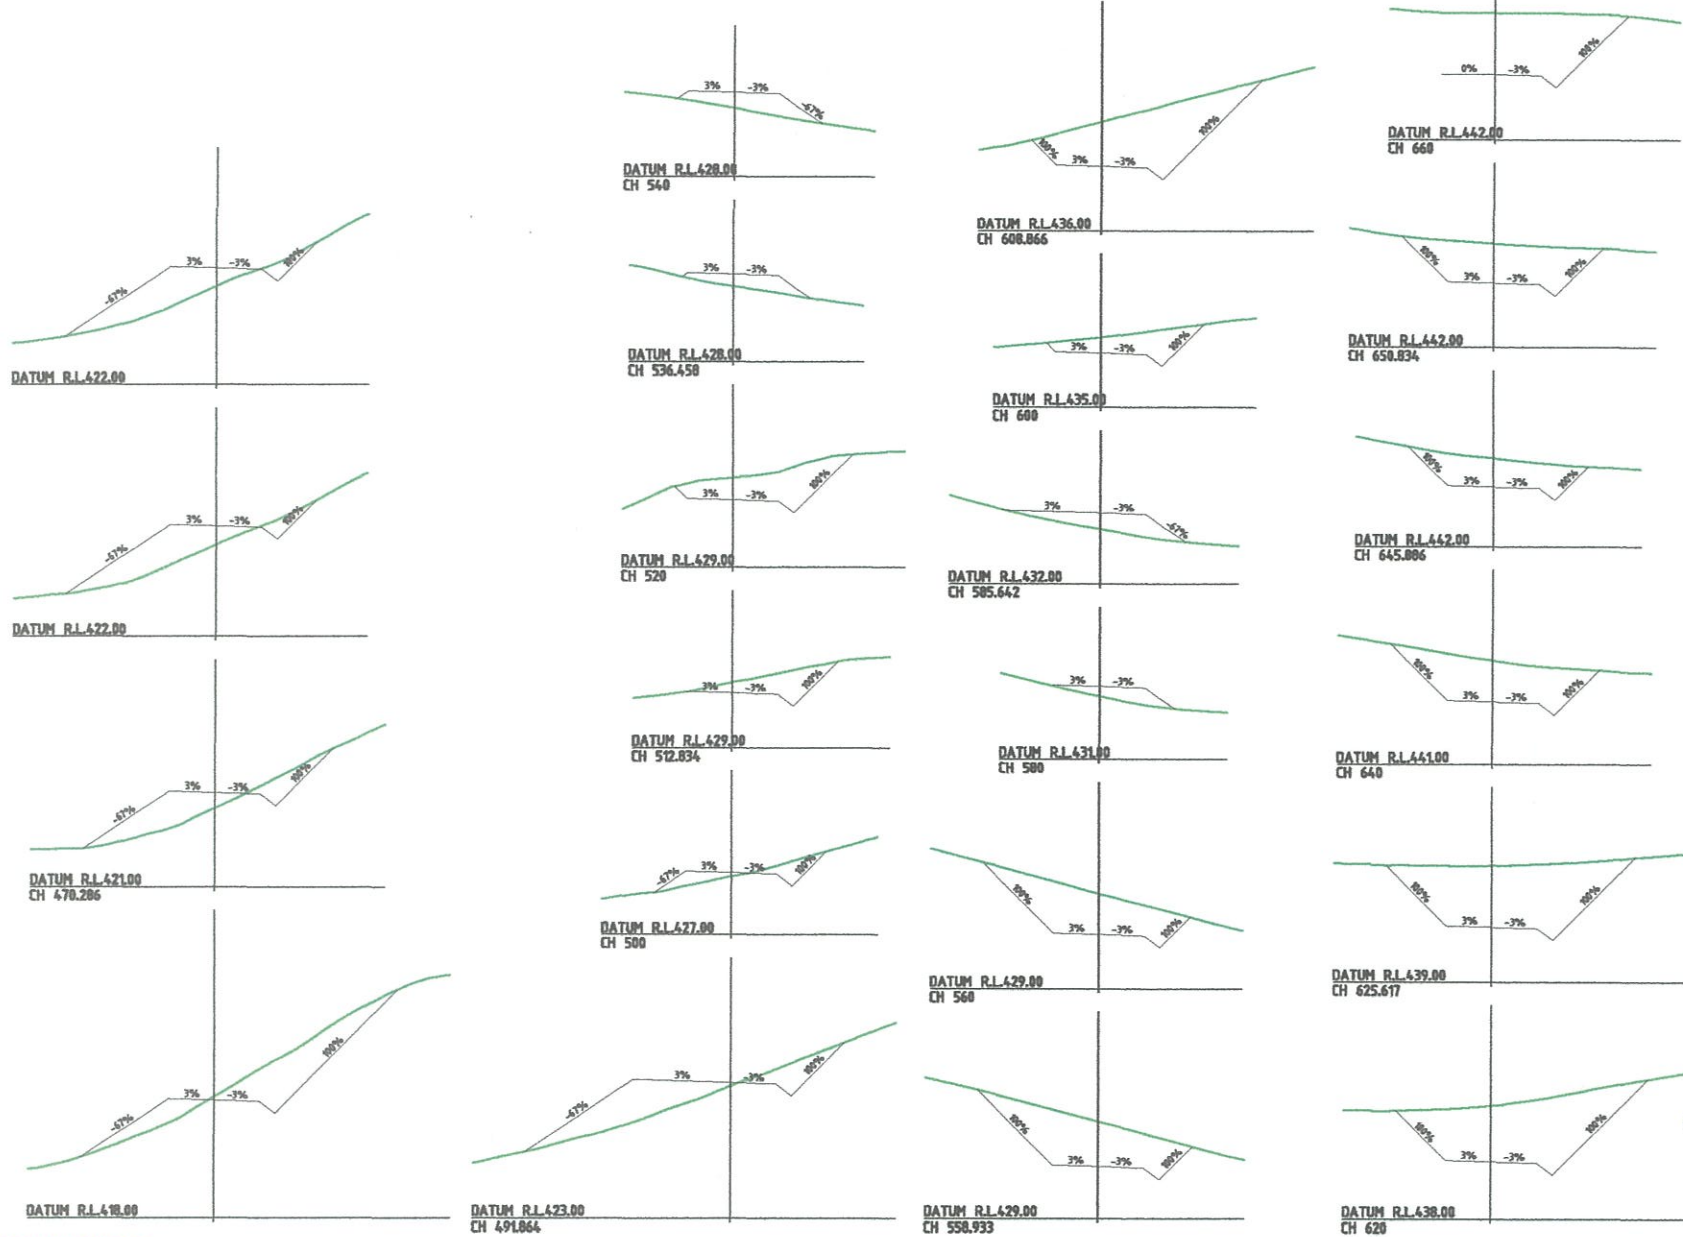 -67%
3%
-3%
100%
DATUM R.L.422.00
-67%
3%
-3%
100%
DATUM R.L.422.00
-67%
3%
-3%
100%
DATUM R.L.421.00
CH 470.286
-67%
3%
-3%
100%
DATUM R.L.418.00
3%
-3%
-67%
DATUM R.L.428.00
CH 540
3%
-3%
DATUM R.L.428.00
CH 536.450
3%
-3%
100%
DATUM R.L.429.00
CH 520
3%
-3%
100%
DATUM R.L.429.00
CH 512.834
-67%
3%
-3%
100%
DATUM R.L.427.00
CH 500
-67%
3%
-3%
100%
DATUM R.L.423.00
CH 491.864
100%
3%
-3%
100%
DATUM R.L.436.00
CH 608.866
3%
-3%
100%
DATUM R.L.435.00
CH 600
3%
-3%
-67%
DATUM R.L.432.00
CH 585.642
3%
-3%
DATUM R.L.431.00
CH 580
100%
3%
-3%
100%
DATUM R.L.429.00
CH 560
100%
3%
-3%
100%
DATUM R.L.429.00
CH 558.933
0%
-3%
100%
DATUM R.L.442.00
CH 660
100%
3%
-3%
100%
DATUM R.L.442.00
CH 650.834
100%
3%
-3%
100%
DATUM R.L.442.00
CH 645.886
100%
3%
-3%
100%
DATUM R.L.441.00
CH 640
100%
3%
-3%
100%
DATUM R.L.439.00
CH 625.617
100%
3%
-3%
100%
DATUM R.L.438.00
CH 620